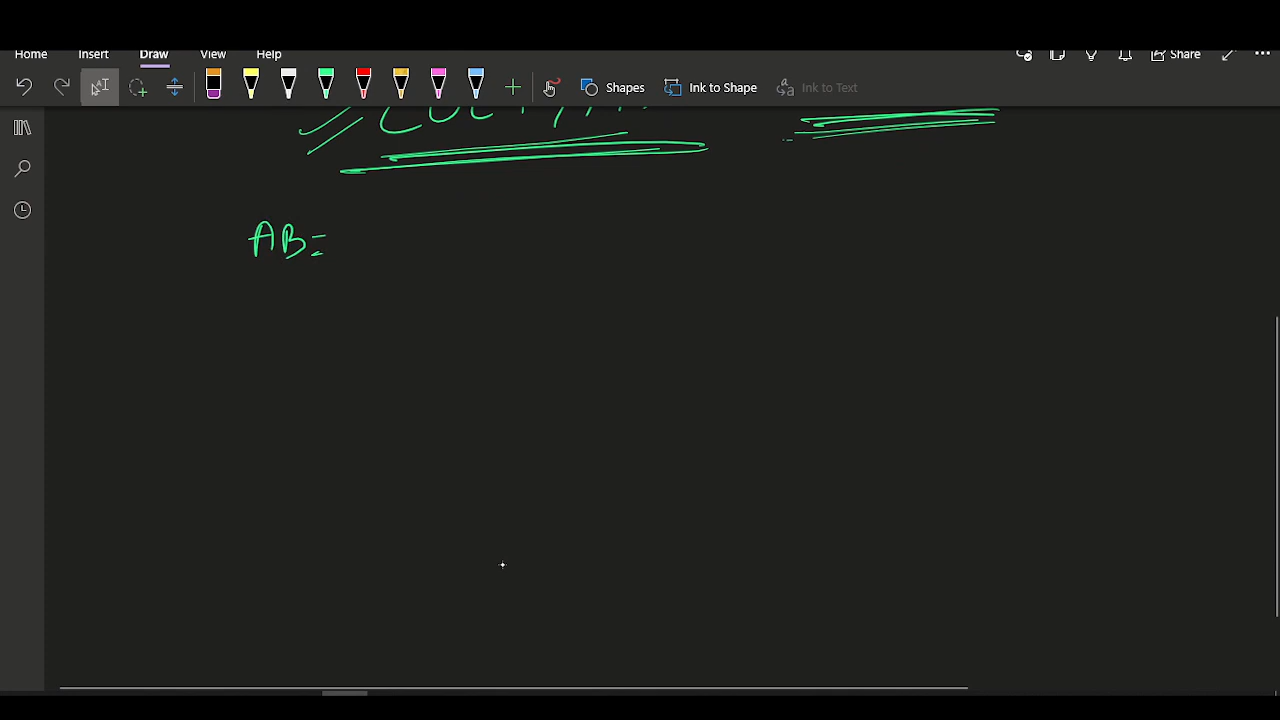 Home Insert Draw View Help Share
Shapes Ink to Shape Ink to Text
AB=